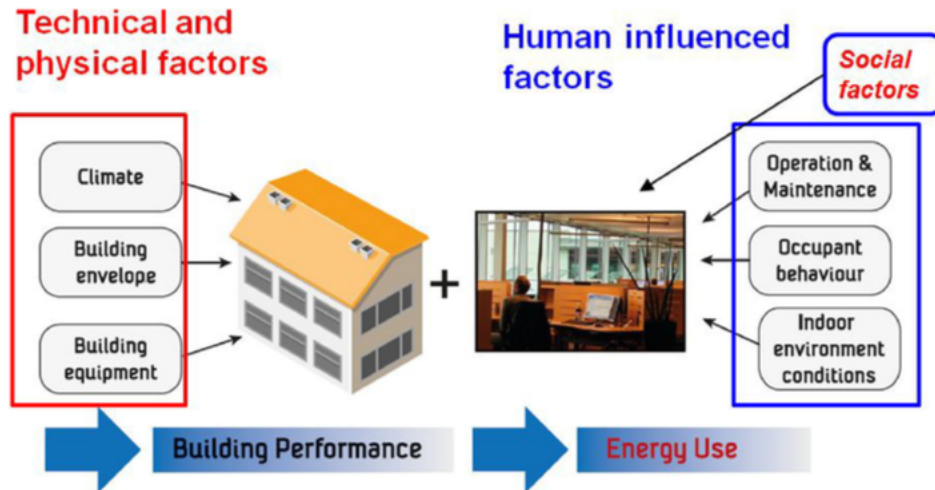 Technical and
physical factors
Human influenced
factors
Social
factors
Climate
Building
envelope
Building
equipment
+
Operation &
Maintenance
Occupant
behaviour
Indoor
environment
conditions
Building Performance
Energy Use